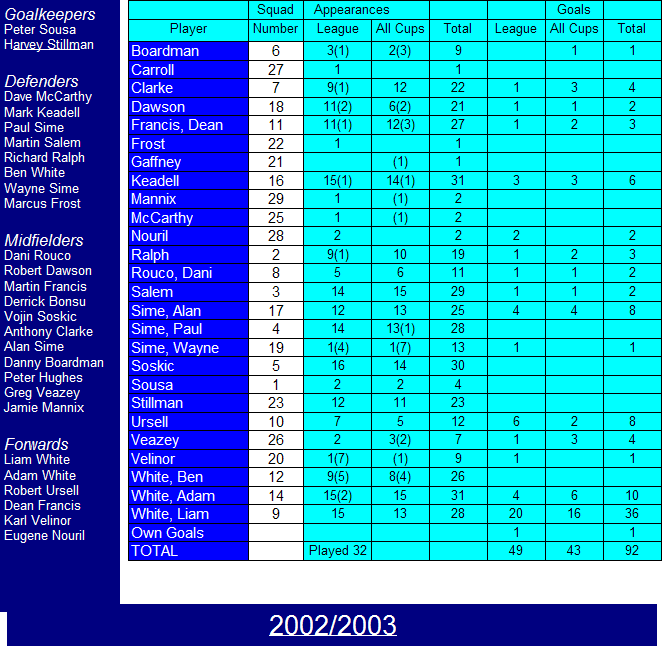 Goalkeepers
Peter Sousa
Harvey Stillman
Defenders
Dave McCarthy
Mark Keadell
Paul Sime
Martin Salem
Richard Ralph
Ben White
Wayne Sime
Marcus Frost
Midfielders
Dani Rouco
Robert Dawson
Martin Francis
Derrick Bonsu
Vojin Soskic
Anthony Clarke
Alan Sime
Danny Boardman
Peter Hughes
Greg Veazey
Jamie Mannix
Forwards
Liam White
Adam White
Robert Ursell
Dean Francis
Karl Velinor
Eugene Nouril
Squad Appearances Goals
Player Number League All Cups Total League All Cups Total
Boardman 6 3(1) 2(3) 9 1 1
Carroll 27 1 1
Clarke 7 9(1) 12 22 1 3 4
Dawson 18 11(2) 6(2) 21 1 1 2
Francis, Dean 11 11(1) 12(3) 27 1 2 3
Frost 22 1 1
Gaffney 21 (1) 1
Keadell 16 15(1) 14(1) 31 3 3 6
Mannix 29 1 (1) 2
McCarthy 25 1 (1) 2
Nouril 28 2 2 2 2
Ralph 2 9(1) 10 19 1 2 3
Rouco, Dani 8 5 6 11 1 1 2
Salem 3 14 15 29 1 1 2
Sime, Alan 17 12 13 25 4 4 8
Sime, Paul 4 14 13(1) 28
Sime, Wayne 19 1(4) 1(7) 13 1 1
Soskic 5 16 14 30
Sousa 1 2 2 4
Stillman 23 12 11 23
Ursell 10 7 5 12 6 2 8
Veazey 26 2 3(2) 7 1 3 4
Velinor 20 1(7) (1) 9 1 1
White, Ben 12 9(5) 8(4) 26
White, Adam 14 15(2) 15 31 4 6 10
White, Liam 9 15 13 28 20 16 36
Own Goals 1 1
TOTAL Played 32 49 43 92
2002/2003